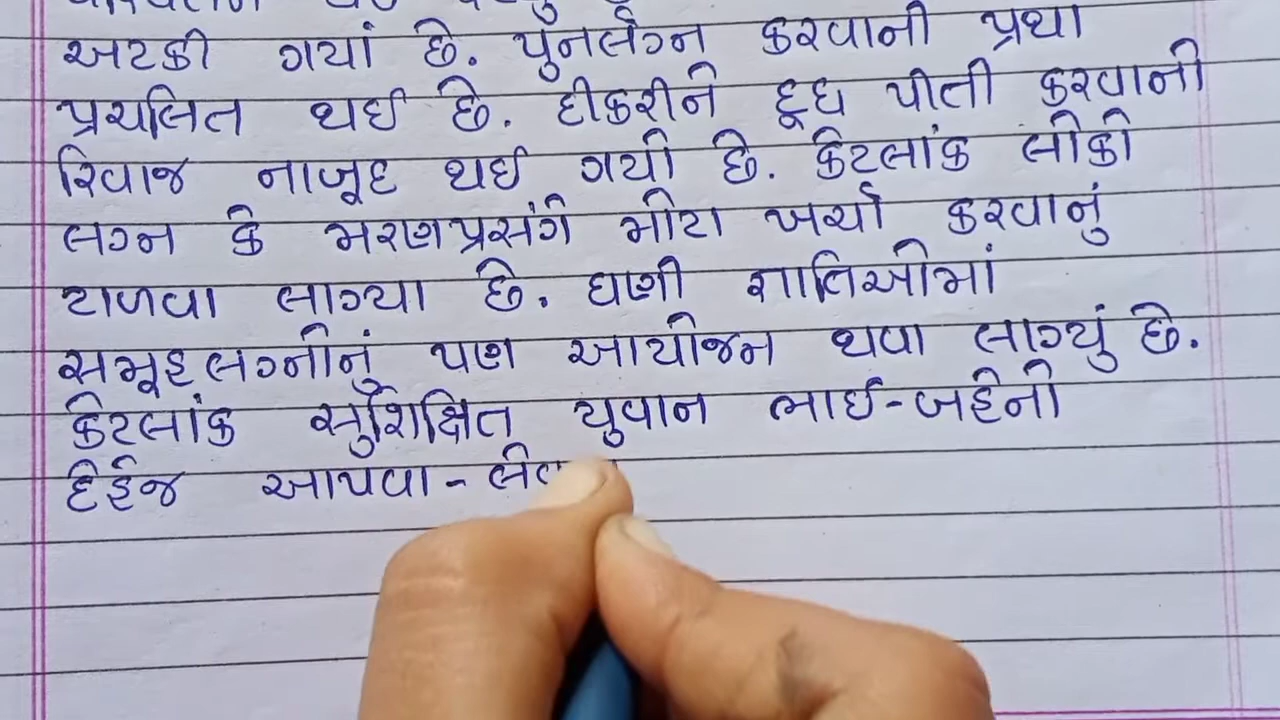 અટકી ગયાં છે. પુનર્લગ્ન કરવાની પ્રથા
પ્રચલિત થઈ છે. દીકરીને દૂધ પીતી કરવાનો
રિવાજ નાબૂદ થઈ ગયો છે. કેટલાંક લોકો
લગ્ન કે મરણપ્રસંગે મોટા ખર્ચા કરવાનું
ટાળવા લાગ્યા છે. ઘણી જ્ઞાતિઓમાં
સમૂહલગ્નોનું પણ આયોજન થવા લાગ્યું છે.
કેટલાંક સુશિક્ષિત યુવાન ભાઈ-બહેનો
દહેજ આપવા-